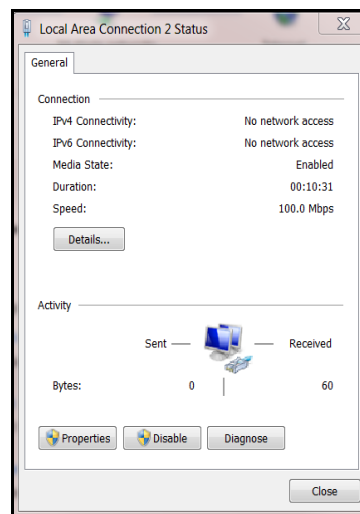 Local Area Connection 2 Status
General
Connection
IPv4 Connectivity: No network access
IPv6 Connectivity: No network access
Media State: Enabled
Duration: 00:10:31
Speed: 100.0 Mbps
Details...
Activity
Sent Received
Bytes: 0 60
Properties Disable Diagnose
Close